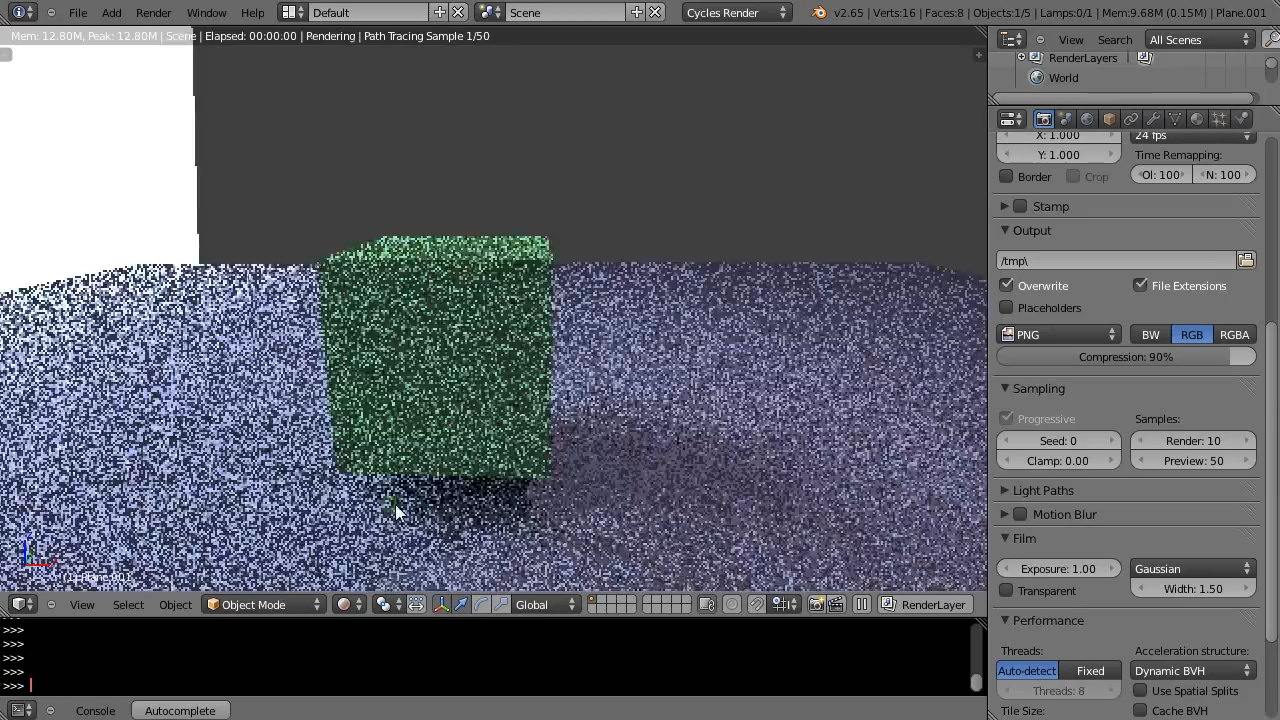 File Add Render Window Help Default Scene Cycles Render v2.65 | Verts:16 | Faces:8 | Objects:1/5 | Lamps:0/1 | Mem:9.68M (0.15M) | Plane.001
Mem: 12.80M, Peak: 12.80M | Scene | Elapsed: 00:00:00 | Rendering | Path Tracing Sample 1/50
View Search All Scenes
RenderLayers
World
X: 1.000 24 fps
Y: 1.000 Time Remapping:
Border Crop Ol: 100 N: 100
Stamp
Output
/tmp\
Overwrite File Extensions
Placeholders
PNG BW RGB RGBA
Compression: 90%
Sampling
Progressive Samples:
Seed: 0 Render: 10
Clamp: 0.00 Preview: 50
Light Paths
Motion Blur
Film
Exposure: 1.00 Gaussian
Transparent Width: 1.50
Performance
Threads: Acceleration structure:
Auto-detect Fixed Dynamic BVH
Threads: 8 Use Spatial Splits
Tile Size: Cache BVH
(1) Plane.001
View Select Object Object Mode Global RenderLayer
>>>
>>>
>>>
>>>
>>>
Console Autocomplete